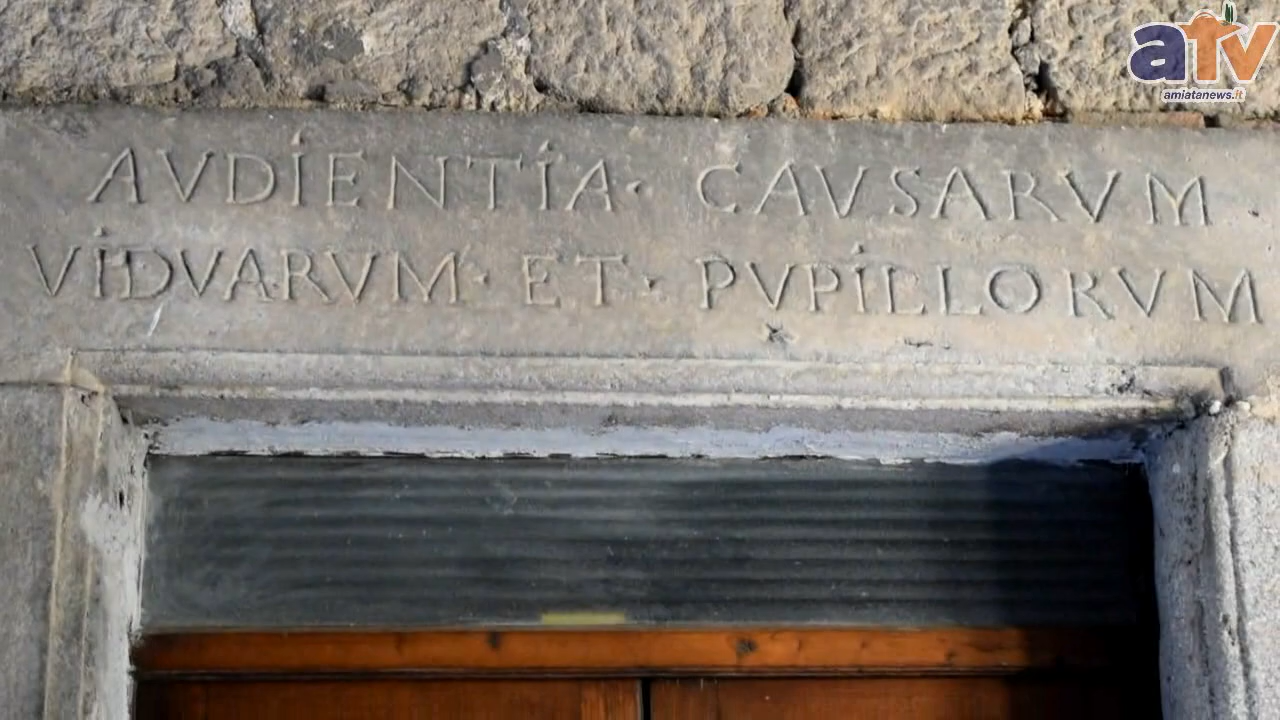 aTV
amiatanews.it
AVDiENTiA · CAVSARVM
ViDVARVM · ET · PVPiLLORVM